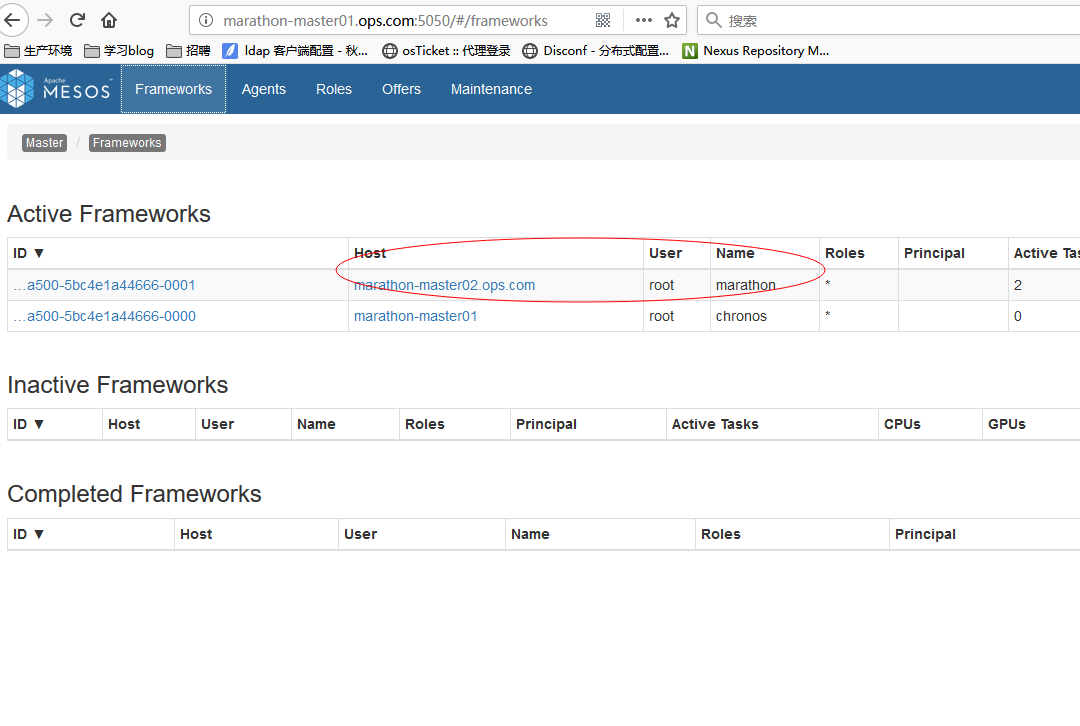 marathon-master01.ops.com:5050/#/frameworks
搜索
生产环境 学习blog 招聘 ldap 客户端配置 - 秋... osTicket :: 代理登录 Disconf - 分布式配置... N Nexus Repository M...
Apache MESOS Frameworks Agents Roles Offers Maintenance
Master / Frameworks
Active Frameworks
ID ▼ Host User Name Roles Principal Active Tas
…a500-5bc4e1a44666-0001 marathon-master02.ops.com root marathon * 2
…a500-5bc4e1a44666-0000 marathon-master01 root chronos * 0
Inactive Frameworks
ID ▼ Host User Name Roles Principal Active Tasks CPUs GPUs
Completed Frameworks
ID ▼ Host User Name Roles Principal